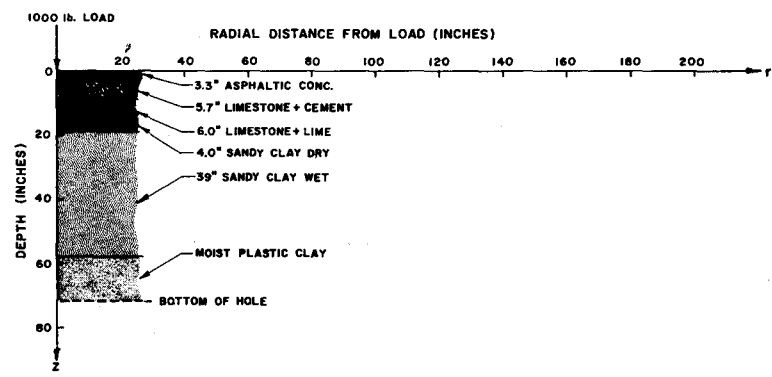 1000 lb. LOAD
RADIAL DISTANCE FROM LOAD (INCHES)
20 40 60 80 100 120 140 160 180 200 r
0
3.3" ASPHALTIC CONC.
5.7" LIMESTONE + CEMENT
6.0" LIMESTONE + LIME
20
4.0" SANDY CLAY DRY
39" SANDY CLAY WET
40
DEPTH (INCHES)
MOIST PLASTIC CLAY
60
BOTTOM OF HOLE
80
Z